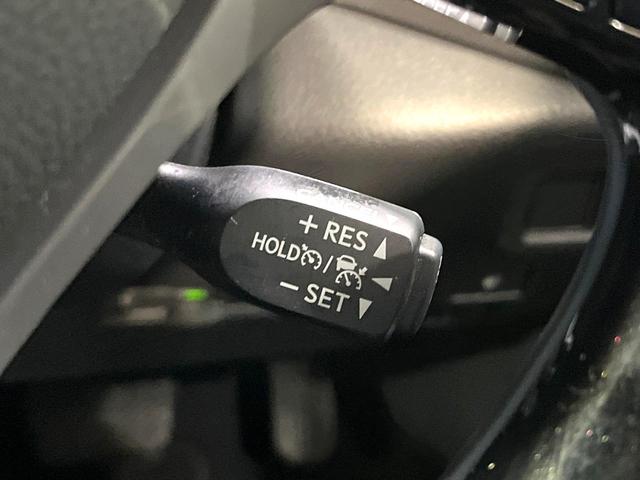 + RES ▲
HOLD / ◀
− SET ▼